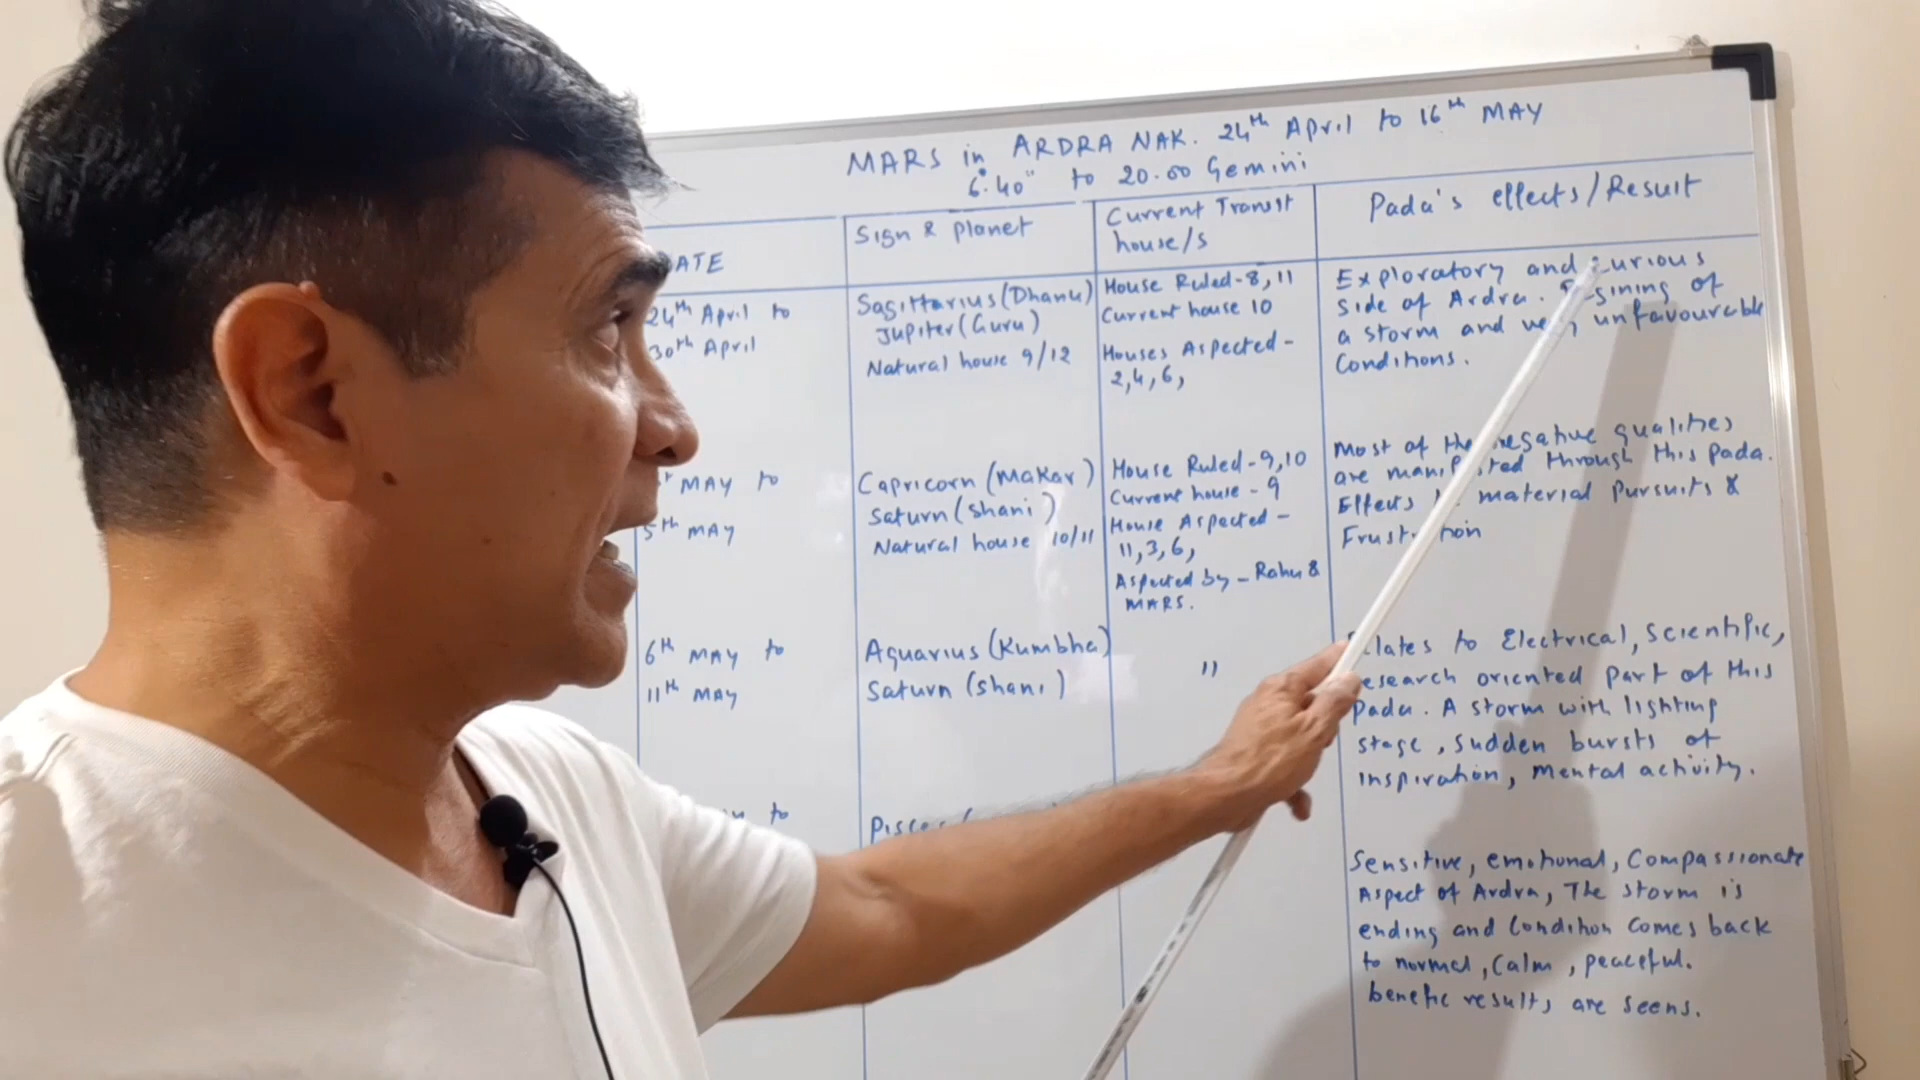 MARS in ARDRA NAK. 24th April to 16th MAY
6.40" to 20.00 Gemini
Sign & planet
Current Transit
house/s
Pada's effects/Result
24th April to
30th April
Sagittarius (Dhanu)
Jupiter (Guru)
Natural house 9/12
House Ruled-8, 11
Current house 10
Houses Aspected-
2,4,6,
Exploratory and curious
Side of Ardra. of
a storm and unfavourable
Conditions.
MAY to
5th MAY
Capricorn (Makar)
Saturn (Shani)
Natural house 10/11
House Ruled-9,10
Current house - 9
House Aspected -
11,3,6,
Aspected by - Rahu &
MARS.
Most of the negative qualities
are through this pada.
Effects material Pursuits &
6th MAY to
11th MAY
Aquarius (Kumbha)
Saturn (Shani)
"
to Electrical, Scientific,
oriented part of this
Pada. A storm with lighting
stage, sudden bursts of
inspiration, mental activity.
to
Sensitive, emotional, Compassionate
Aspect of Ardra, The storm is
ending and Condition Comes back
to normal, Calm, peaceful.
benefic results are seens.